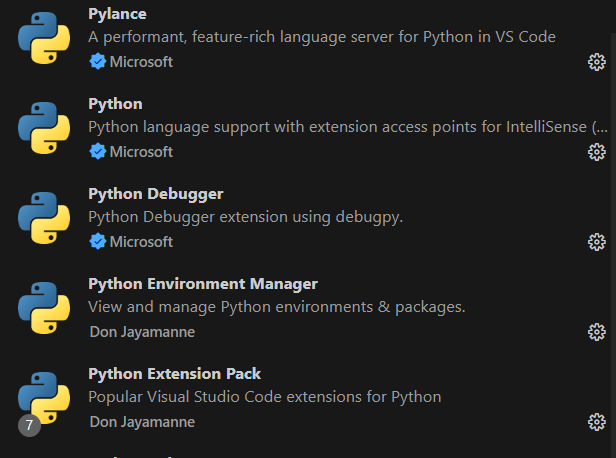 Pylance
A performant, feature-rich language server for Python in VS Code
Microsoft
Python
Python language support with extension access points for IntelliSense (...
Microsoft
Python Debugger
Python Debugger extension using debugpy.
Microsoft
Python Environment Manager
View and manage Python environments & packages.
Don Jayamanne
Python Extension Pack
Popular Visual Studio Code extensions for Python
7
Don Jayamanne